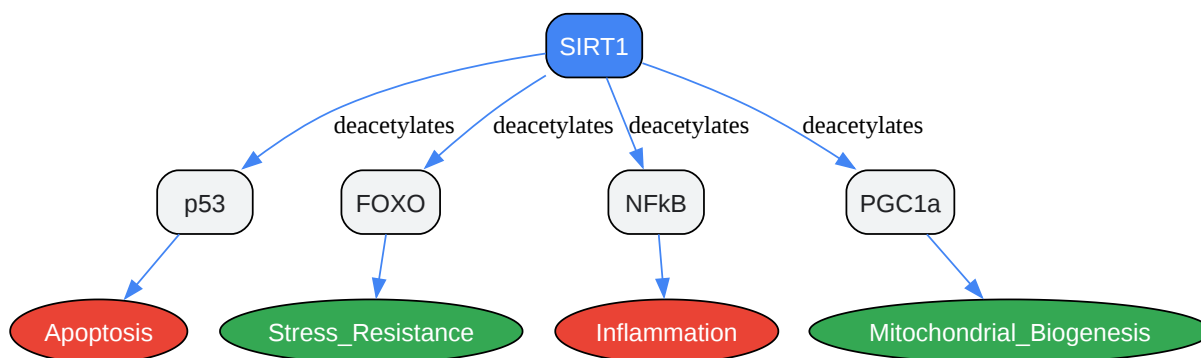 SIRT1
deacetylates deacetylates deacetylates deacetylates
p53 FOXO NFkB PGC1a
Apoptosis Stress_Resistance Inflammation Mitochondrial_Biogenesis